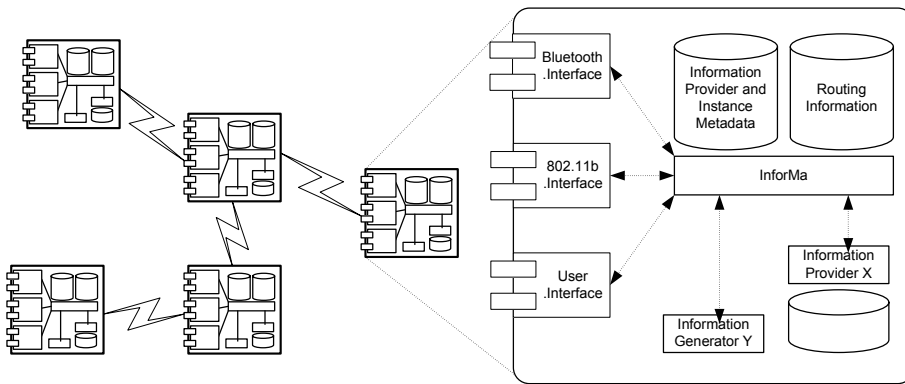 Bluetooth
.Interface
Information
Provider and
Instance
Metadata
Routing
Information
802.11b
.Interface
InforMa
User
.Interface
Information
Provider X
Information
Generator Y